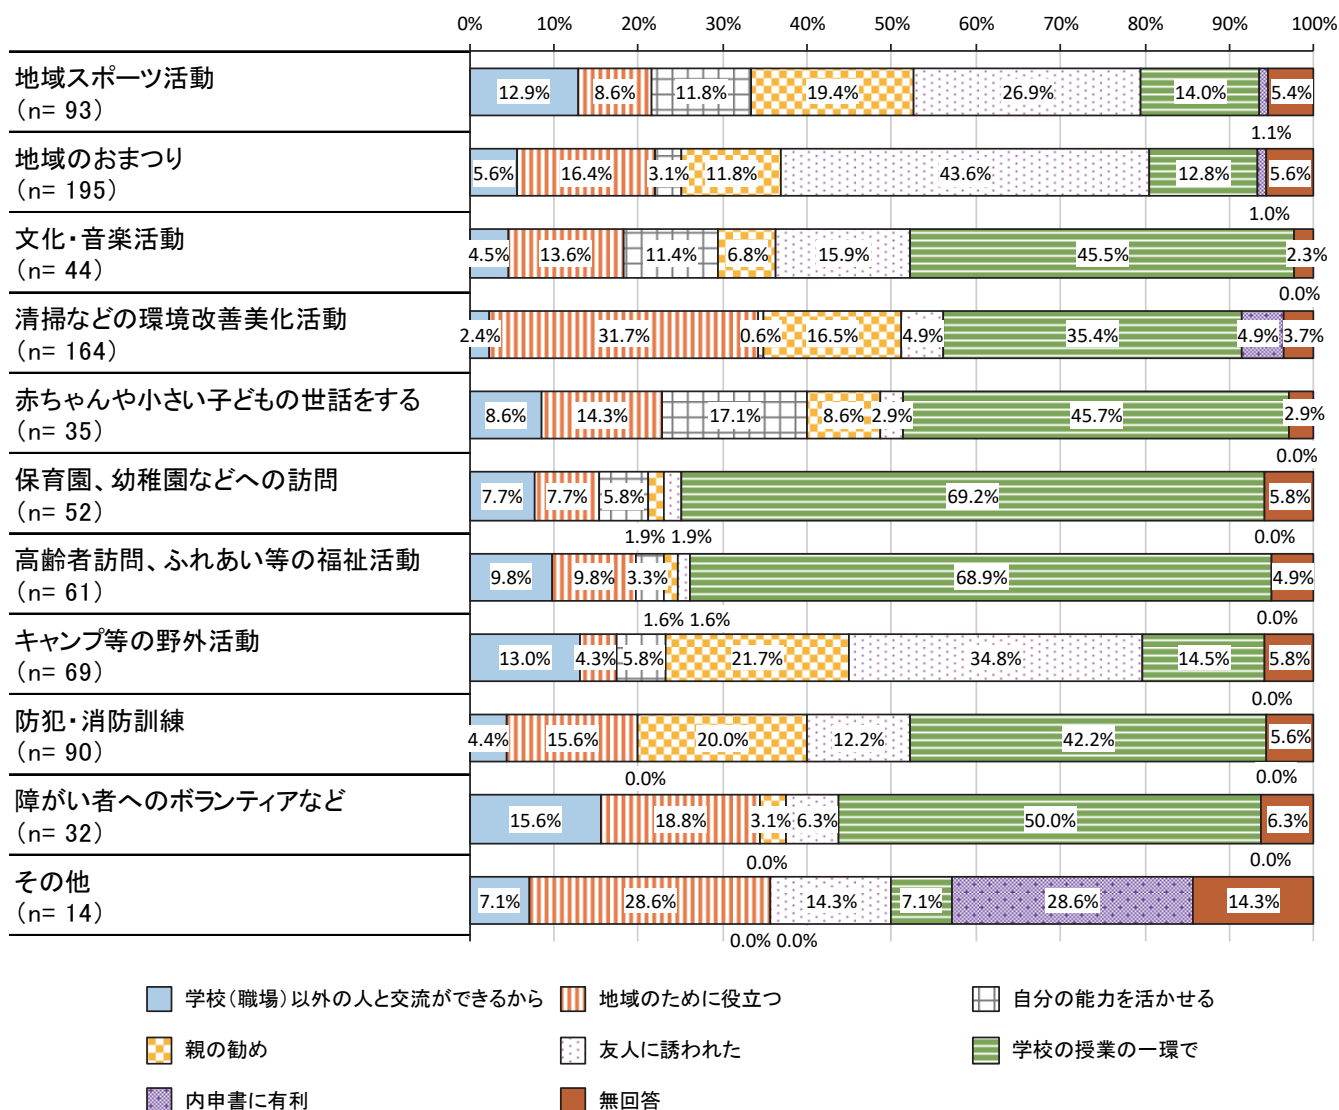 0% 10% 20% 30% 40% 50% 60% 70% 80% 90% 100%
地域スポーツ活動
(n= 93)
12.9% 8.6% 11.8% 19.4% 26.9% 14.0% 5.4%
1.1%
地域のおまつり
(n= 195)
5.6% 16.4% 3.1% 11.8% 43.6% 12.8% 5.6%
1.0%
文化・音楽活動
(n= 44)
4.5% 13.6% 11.4% 6.8% 15.9% 45.5% 2.3%
0.0%
清掃などの環境改善美化活動
(n= 164)
2.4% 31.7% 0.6% 16.5% 4.9% 35.4% 4.9% 3.7%
赤ちゃんや小さい子どもの世話をする
(n= 35)
8.6% 14.3% 17.1% 8.6% 2.9% 45.7% 2.9%
0.0%
保育園、幼稚園などへの訪問
(n= 52)
7.7% 7.7% 5.8% 69.2% 5.8%
1.9% 1.9% 0.0%
高齢者訪問、ふれあい等の福祉活動
(n= 61)
9.8% 9.8% 3.3% 68.9% 4.9%
1.6% 1.6% 0.0%
キャンプ等の野外活動
(n= 69)
13.0% 4.3% 5.8% 21.7% 34.8% 14.5% 5.8%
0.0%
防犯・消防訓練
(n= 90)
4.4% 15.6% 20.0% 12.2% 42.2% 5.6%
0.0% 0.0%
障がい者へのボランティアなど
(n= 32)
15.6% 18.8% 3.1% 6.3% 50.0% 6.3%
0.0% 0.0%
その他
(n= 14)
7.1% 28.6% 14.3% 7.1% 28.6% 14.3%
0.0% 0.0%
学校(職場)以外の人と交流ができるから 地域のために役立つ 自分の能力を活かせる
親の勧め 友人に誘われた 学校の授業の一環で
内申書に有利 無回答